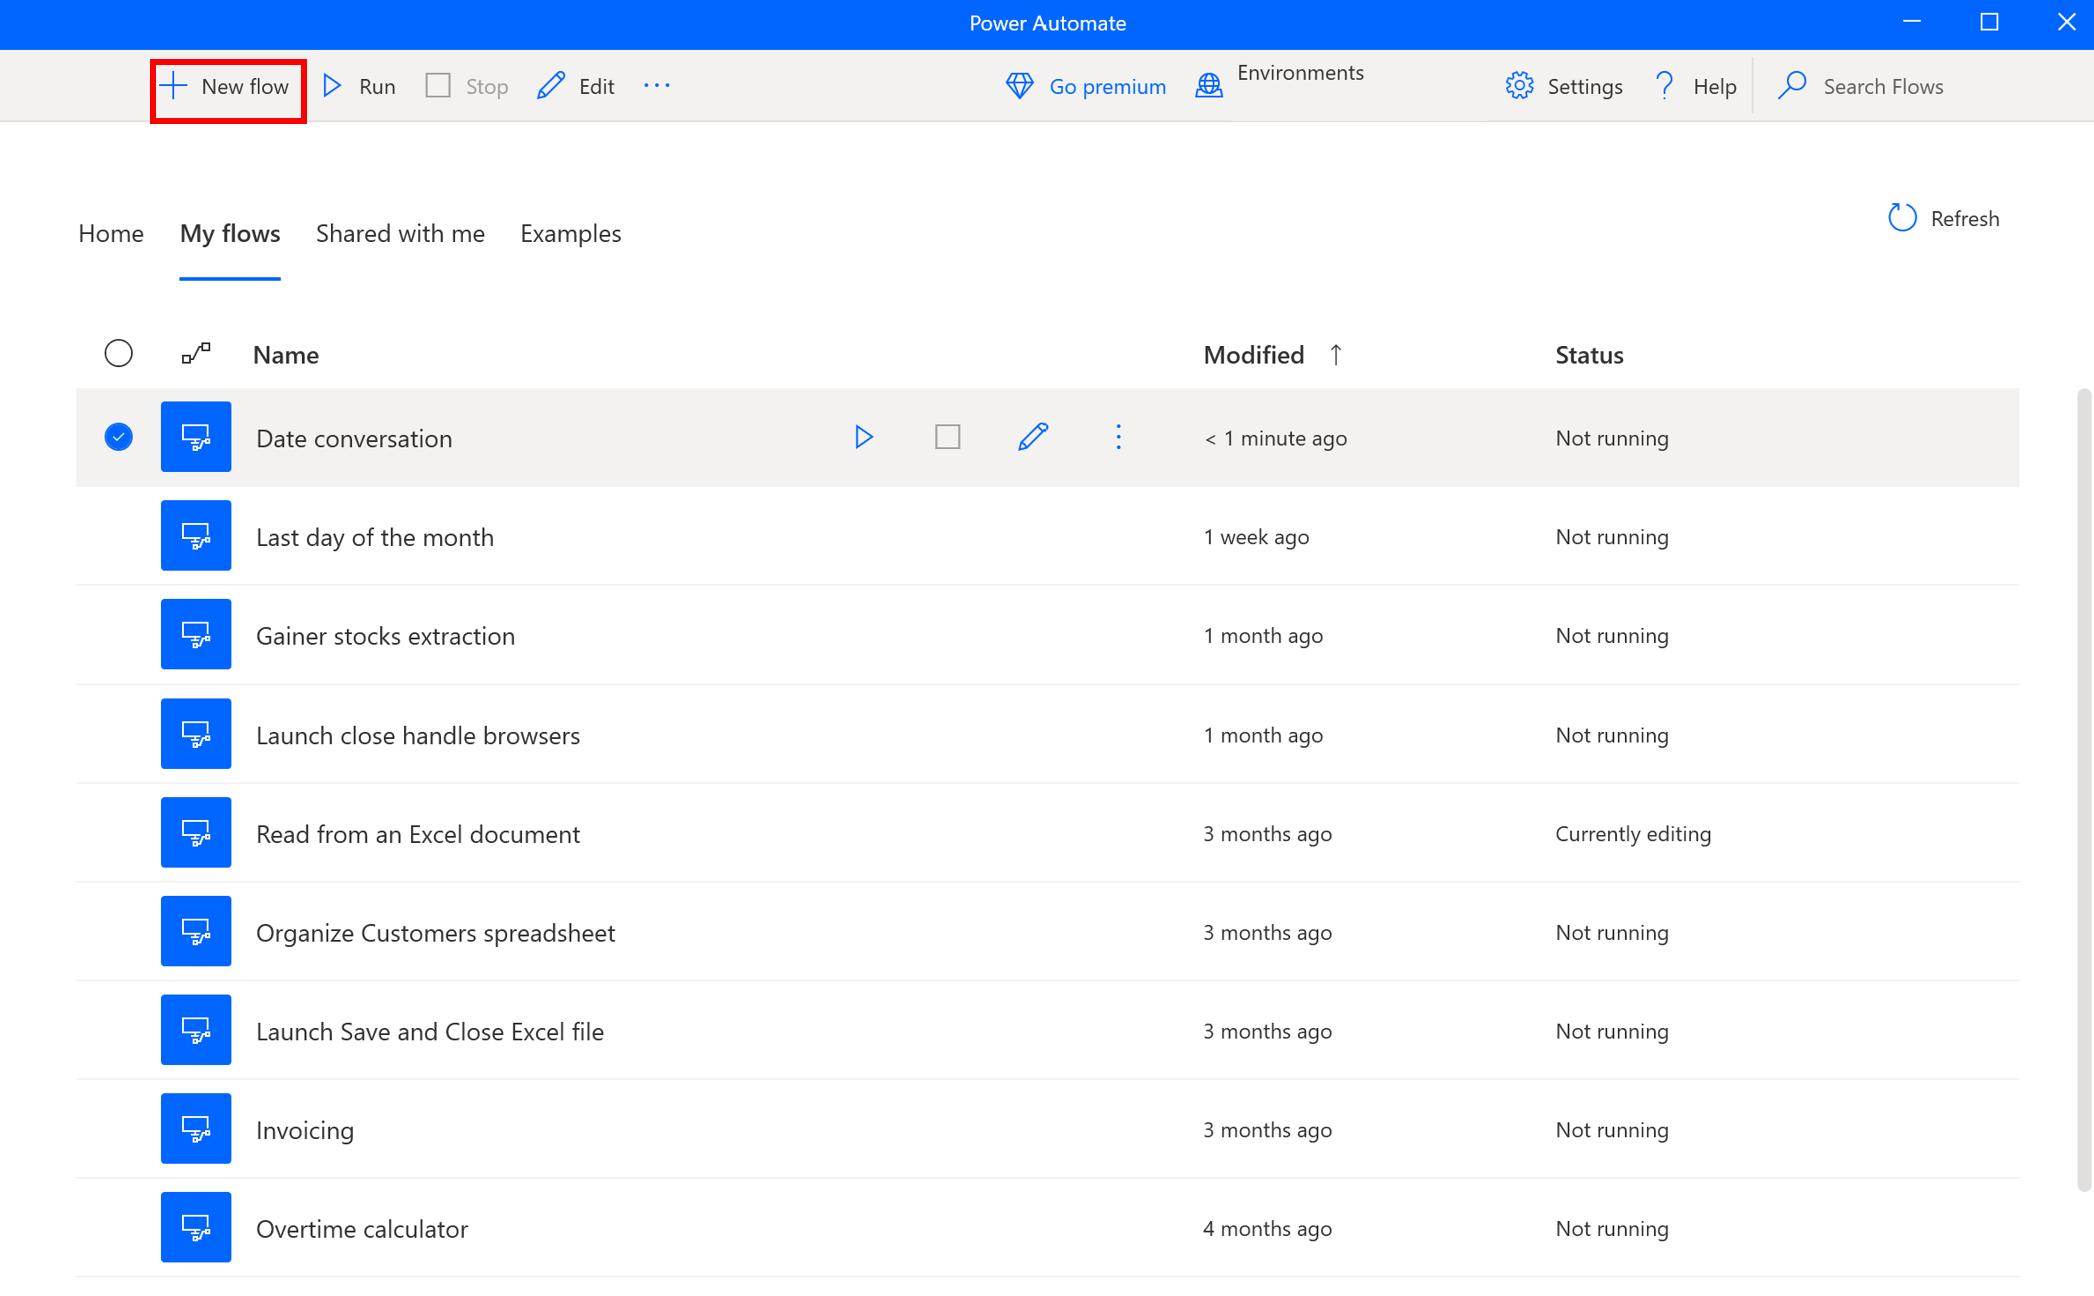 Power Automate
New flow Run Stop Edit ··· Go premium Environments Settings Help Search Flows
Home My flows Shared with me Examples Refresh
Name Modified ↑ Status
Date conversation < 1 minute ago Not running
Last day of the month 1 week ago Not running
Gainer stocks extraction 1 month ago Not running
Launch close handle browsers 1 month ago Not running
Read from an Excel document 3 months ago Currently editing
Organize Customers spreadsheet 3 months ago Not running
Launch Save and Close Excel file 3 months ago Not running
Invoicing 3 months ago Not running
Overtime calculator 4 months ago Not running